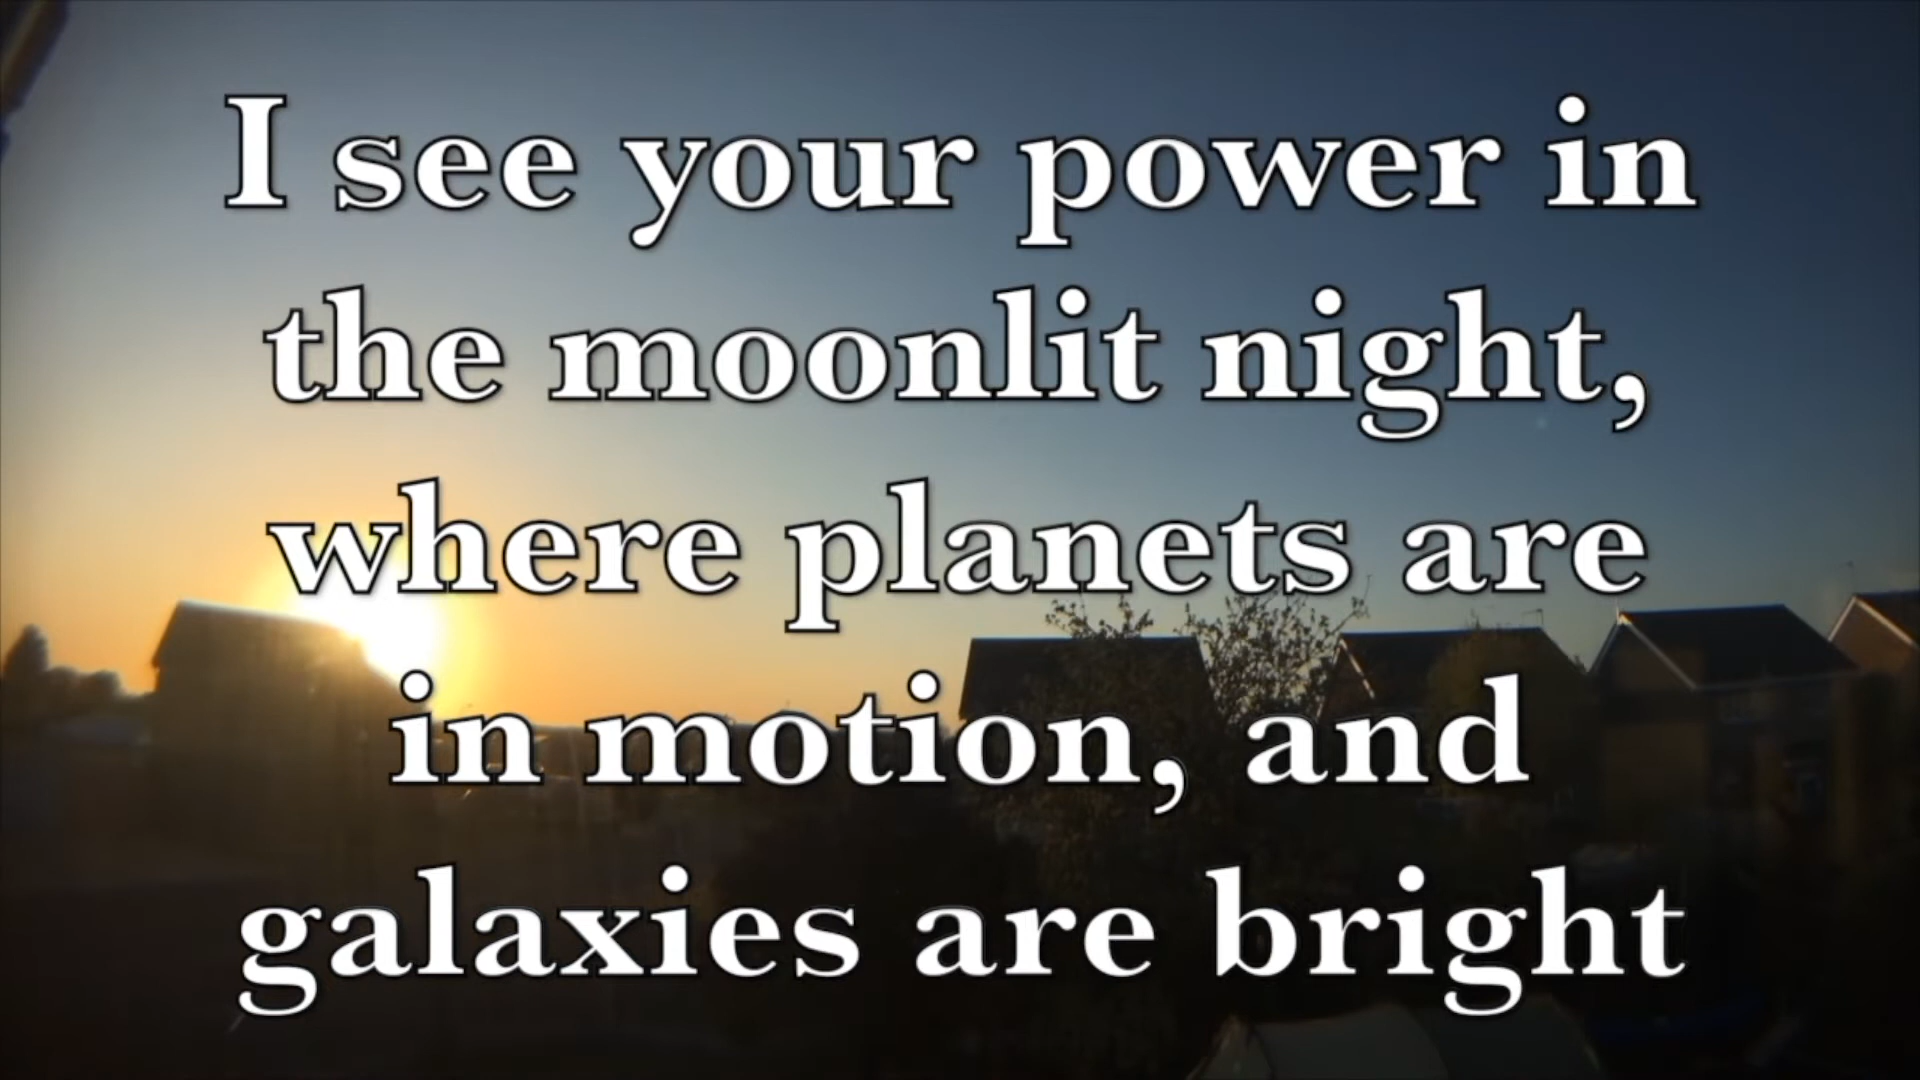 I see your power in
the moonlit night,
where planets are
in motion, and
galaxies are bright